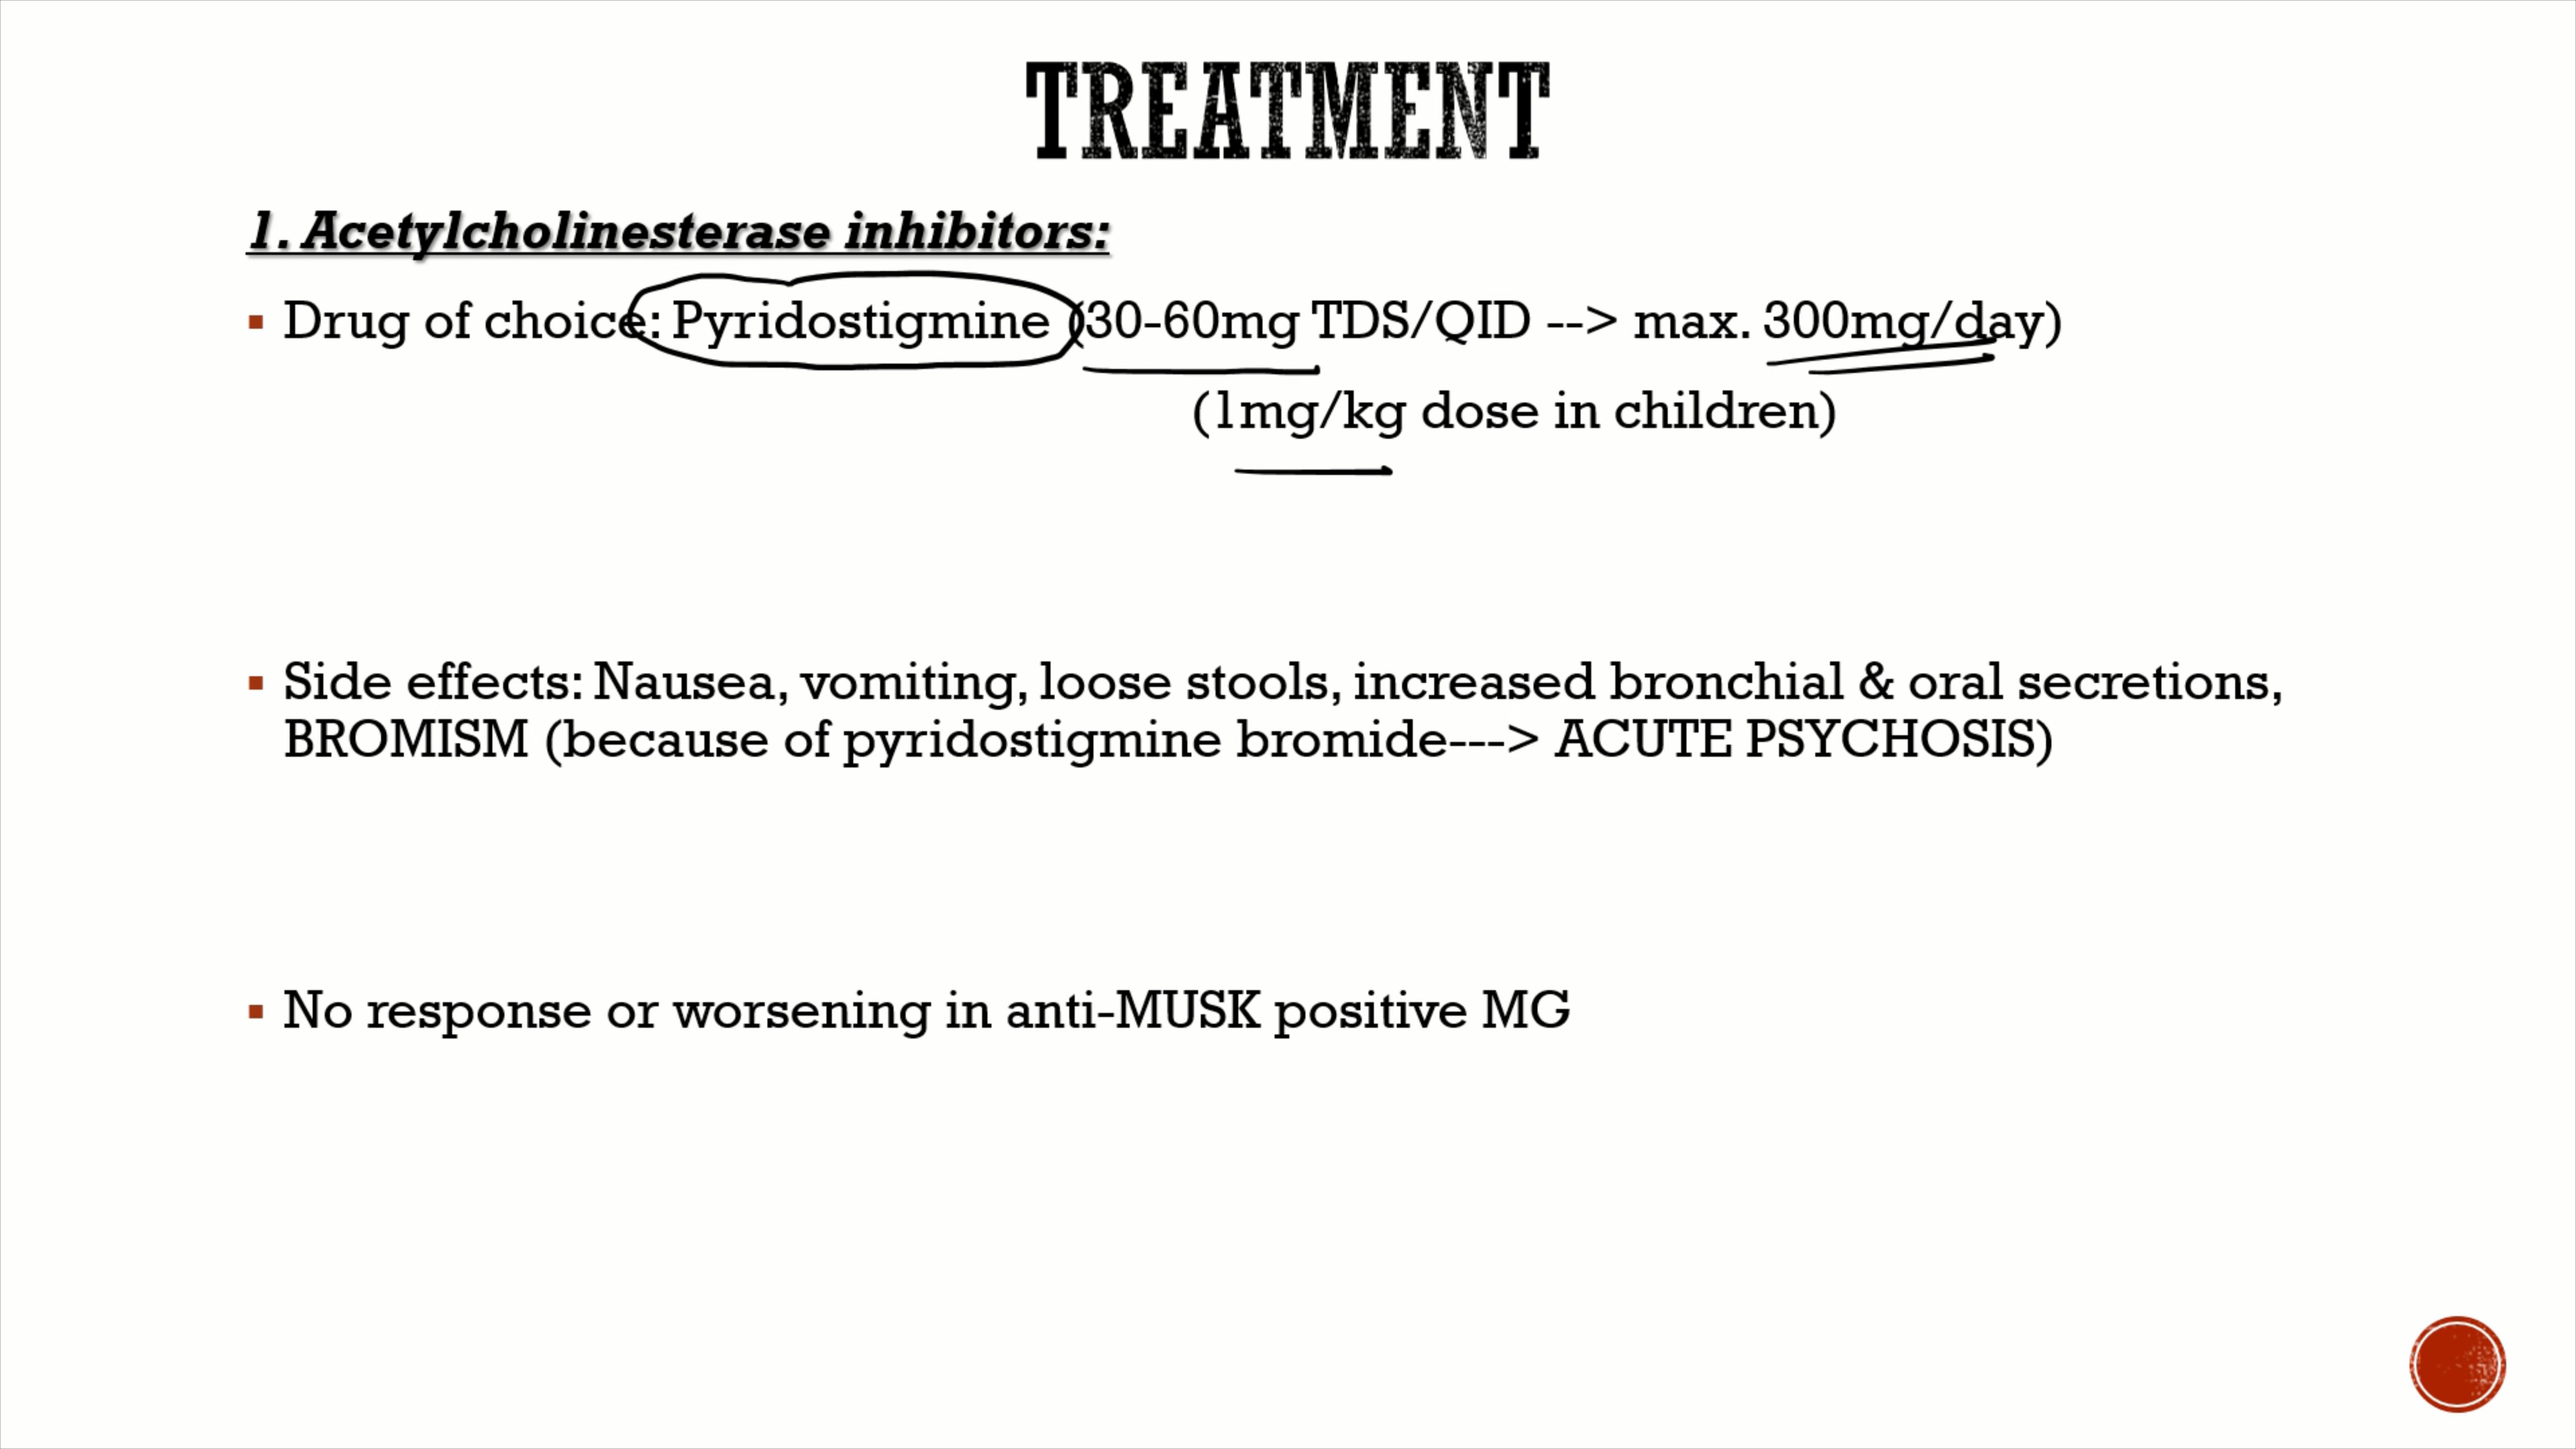 TREATMENT
1. Acetylcholinesterase inhibitors:
▪ Drug of choice: Pyridostigmine (30-60mg TDS/QID --> max. 300mg/day)
(1mg/kg dose in children)
▪ Side effects: Nausea, vomiting, loose stools, increased bronchial & oral secretions,
BROMISM (because of pyridostigmine bromide---> ACUTE PSYCHOSIS)
▪ No response or worsening in anti-MUSK positive MG